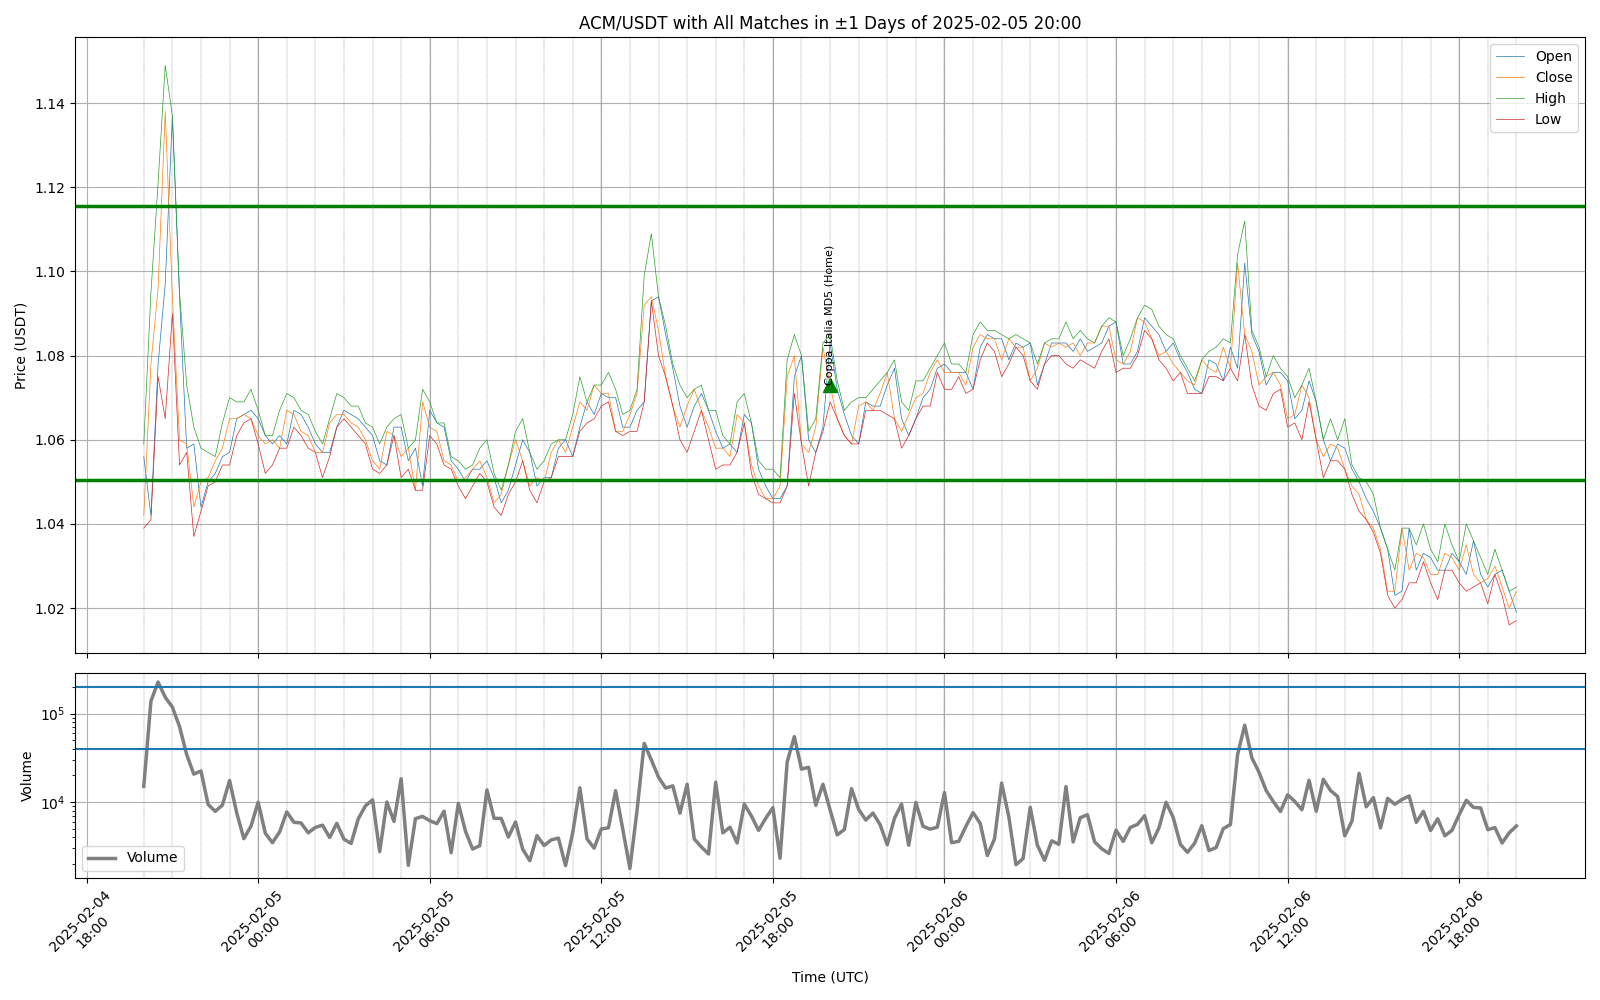 ACM/USDT with All Matches in ±1 Days of 2025-02-05 20:00
Open
Close
High
Low
1.14
1.12
1.10
1.08
1.06
1.04
1.02
Price (USDT)
Coppa Italia MD5 (Home)
10^5
10^4
Volume
Volume
2025-02-04
18:00
2025-02-05
00:00
2025-02-05
06:00
2025-02-05
12:00
2025-02-05
18:00
2025-02-06
00:00
2025-02-06
06:00
2025-02-06
12:00
2025-02-06
18:00
Time (UTC)